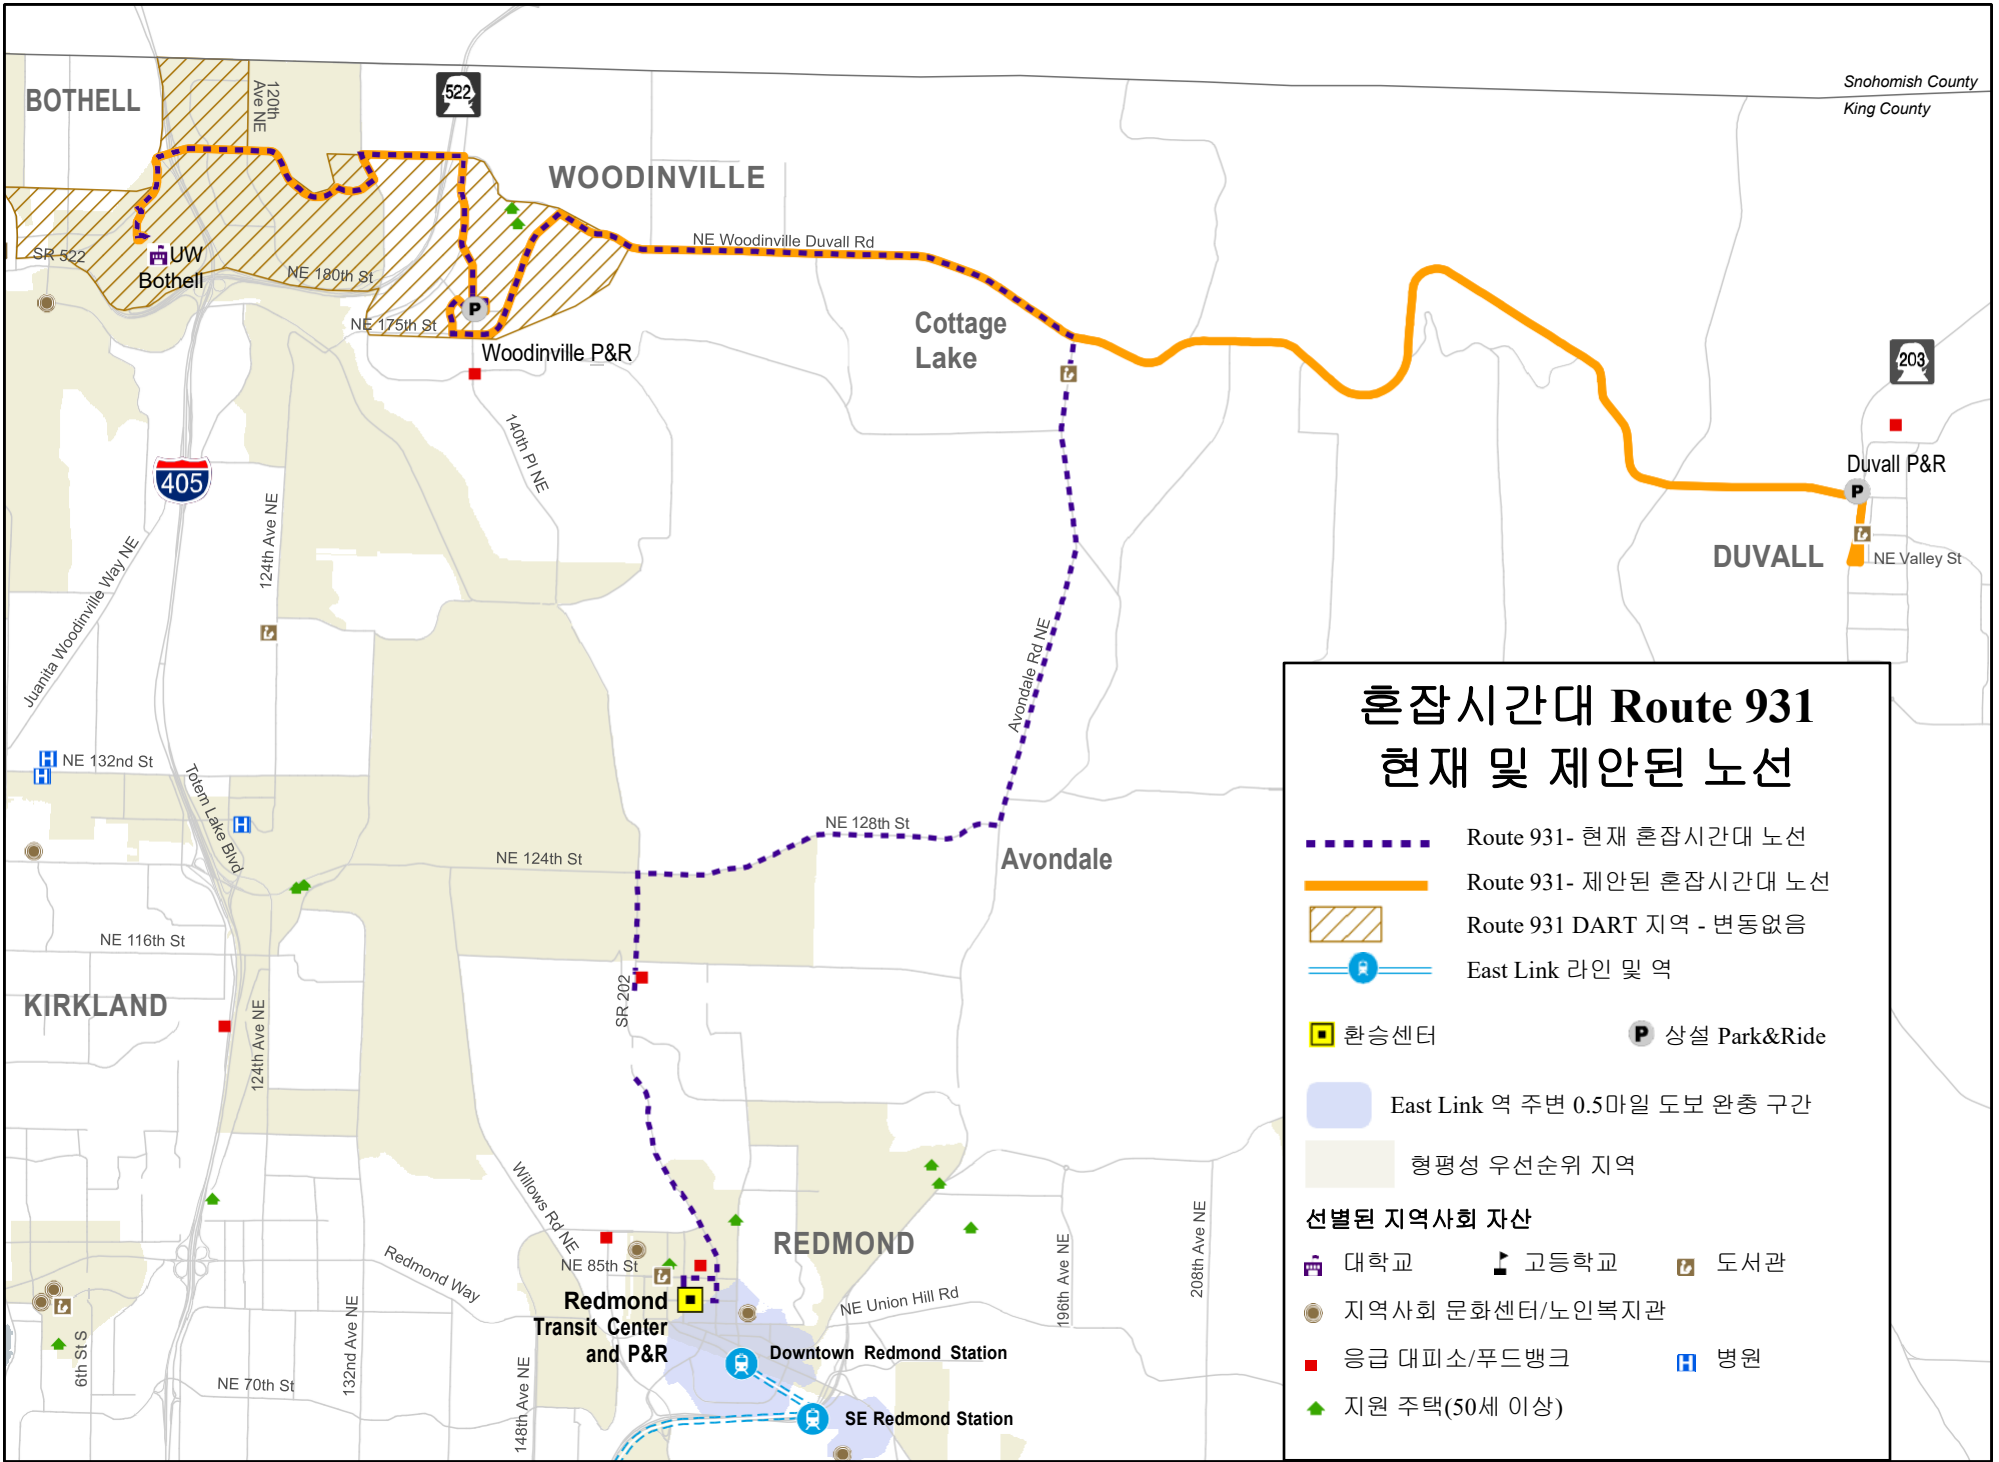 Snohomish County
King County
BOTHELL
120th
Ave NE
522
WOODINVILLE
NE Woodinville Duvall Rd
SR 522
UW
Bothell
NE 180th St
NE 175th St
P
Woodinville P&R
Cottage
Lake
203
Duvall P&R
P
DUVALL
NE Valley St
140th Pl NE
405
124th Ave NE
Juanita Woodinville Way NE
Avondale Rd NE
H
H
NE 132nd St
Totem Lake Blvd
H
NE 128th St
NE 124th St
Avondale
NE 116th St
KIRKLAND
124th Ave NE
SR 202
Willows Rd NE
REDMOND
NE 85th St
Redmond Way
Redmond
Transit Center
and P&R
NE Union Hill Rd
196th Ave NE
208th Ave NE
Downtown Redmond Station
SE Redmond Station
6th St S
NE 70th St
132nd Ave NE
148th Ave NE
혼잡시간대 Route 931
현재 및 제안된 노선
Route 931- 현재 혼잡시간대 노선
Route 931- 제안된 혼잡시간대 노선
Route 931 DART 지역 - 변동없음
East Link 라인 및 역
환승센터
P 상설 Park&Ride
East Link 역 주변 0.5마일 도보 완충 구간
형평성 우선순위 지역
선별된 지역사회 자산
대학교
고등학교
도서관
지역사회 문화센터/노인복지관
응급 대피소/푸드뱅크
H 병원
지원 주택(50세 이상)